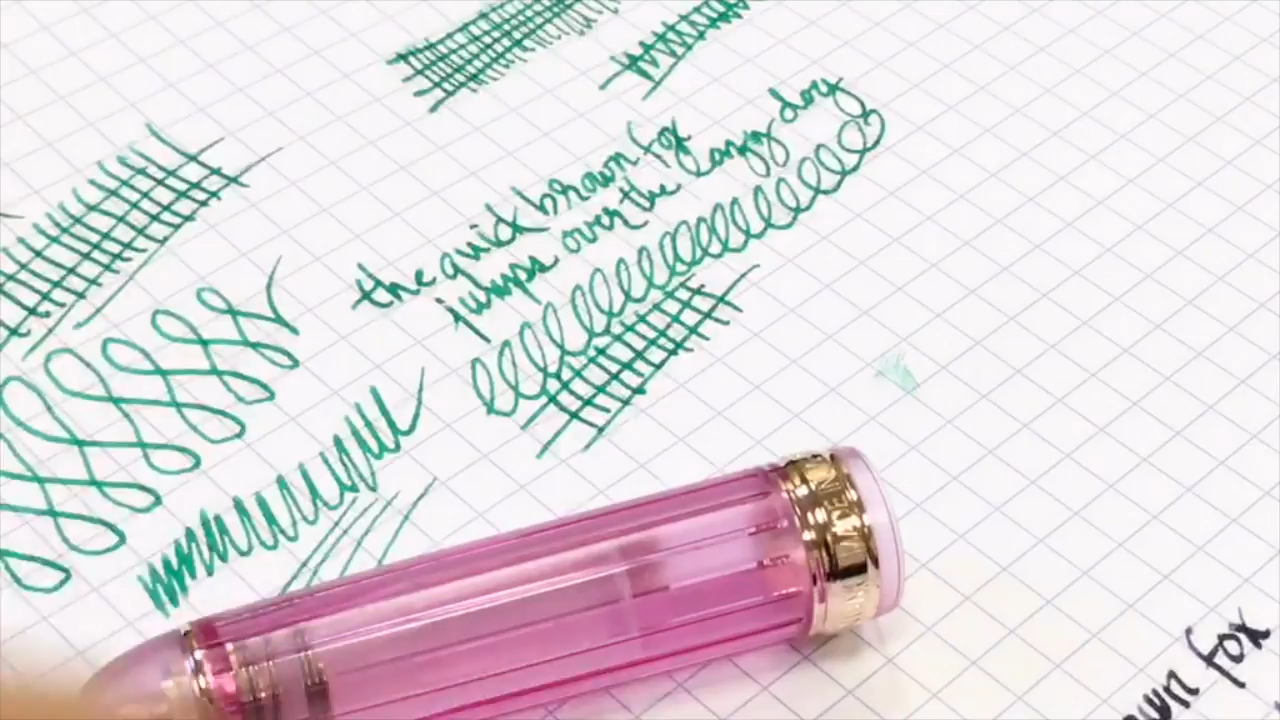 the quick brown fox
jumps over the lazy dog
own fox